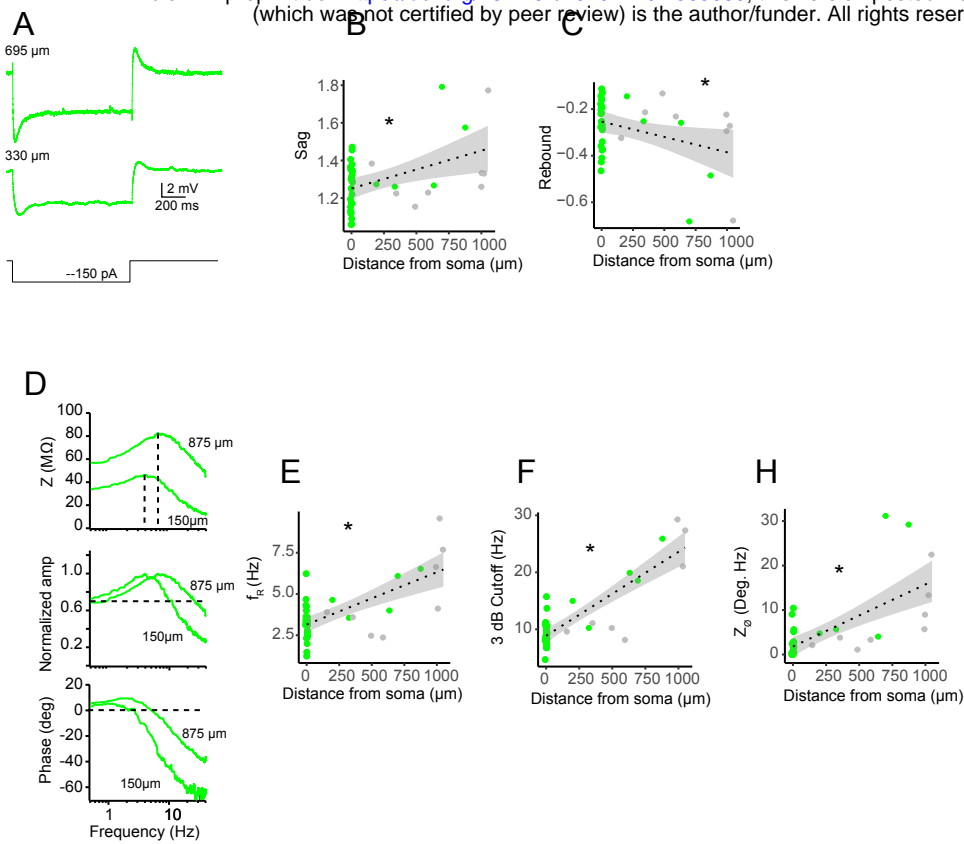 (which was not certified by peer review) is the author/funder. All rights reser
A
695 µm
330 µm
2 mV
200 ms
--150 pA
B
Sag
1.8
1.6
1.4
1.2
*
0 250 500 750 1000
Distance from soma (µm)
C
Rebound
−0.2
−0.4
−0.6
*
0 250 500 750 1000
Distance from soma (µm)
D
Z (MΩ)
100
80
60
40
20
0
875 µm
150µm
Normalized amp
1.0
0.6
0.2
875 µm
150µm
Phase (deg)
20
0
-20
-40
-60
875 µm
150µm
1 10
Frequency (Hz)
E
fR (Hz)
7.5
5.0
2.5
*
0 250 500 750 1000
Distance from soma (µm)
F
3 dB Cutoff (Hz)
30
20
10
*
0 250 500 750 1000
Distance from soma (µm)
H
ZØ (Deg. Hz)
30
20
10
0
*
0 250 500 750 1000
Distance from soma (µm)